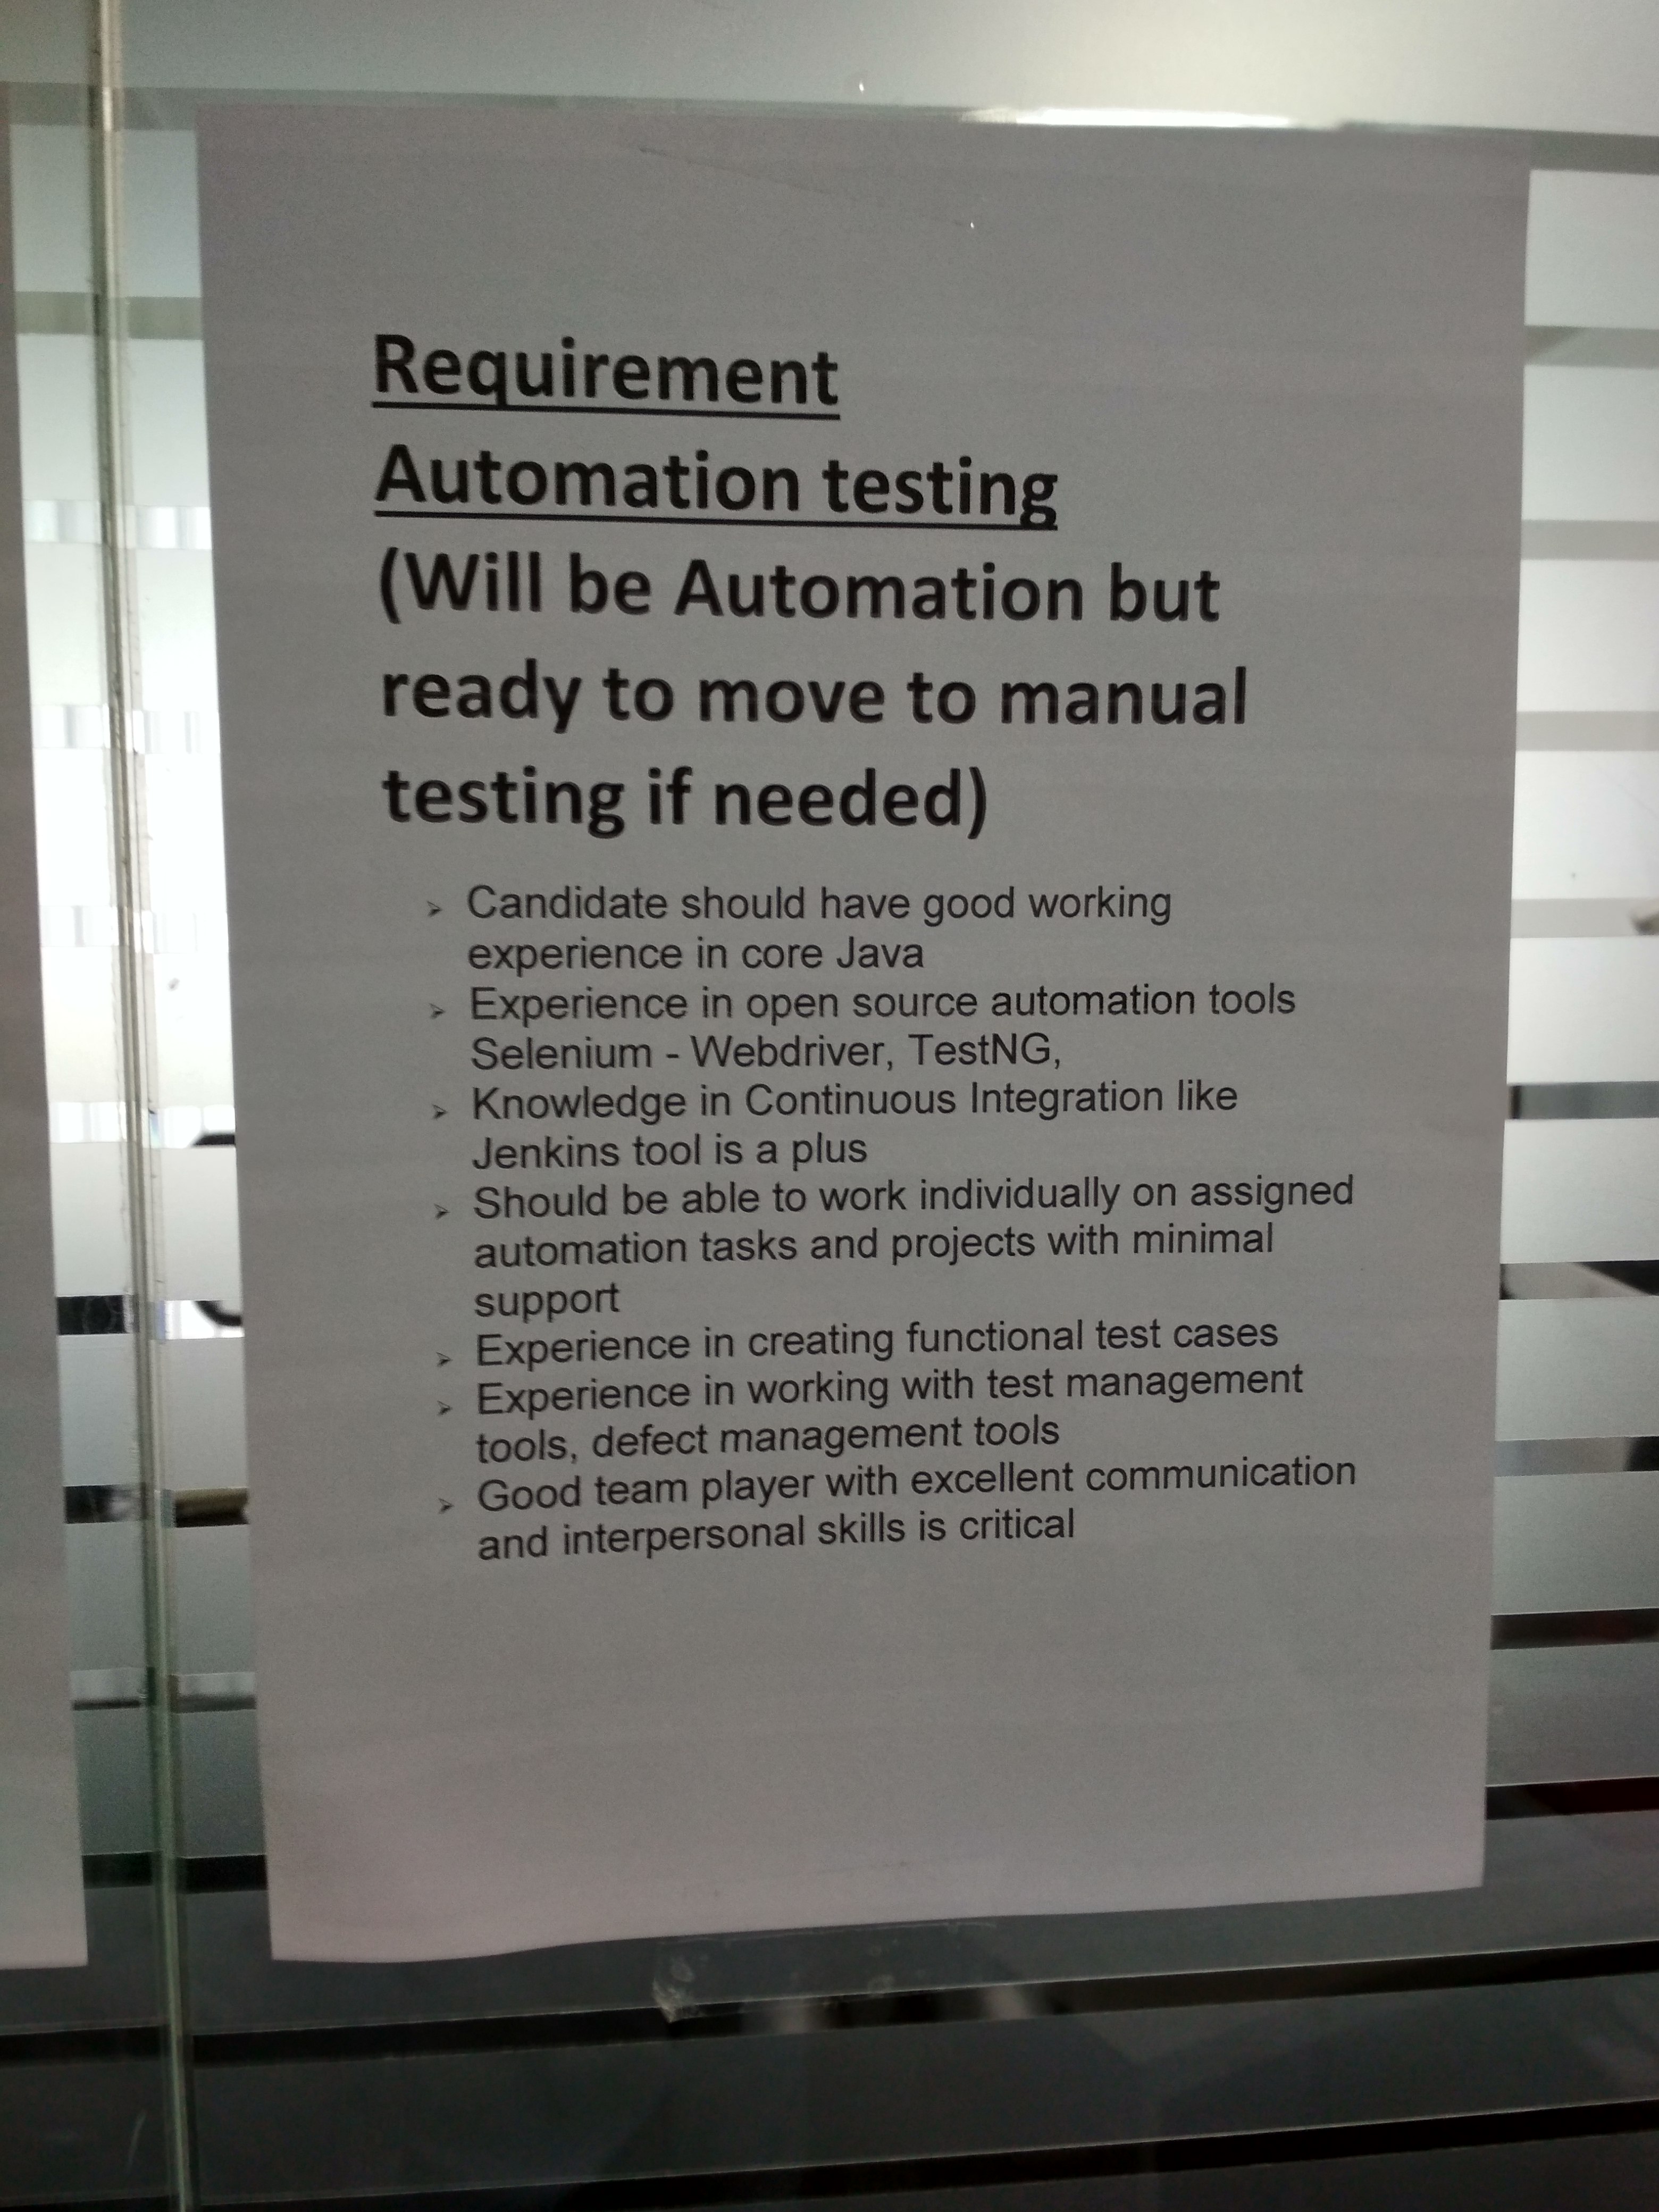 Requirement
Automation testing
(Will be Automation but
ready to move to manual
testing if needed)
➢ Candidate should have good working
experience in core Java
➢ Experience in open source automation tools
Selenium - Webdriver, TestNG,
➢ Knowledge in Continuous Integration like
Jenkins tool is a plus
➢ Should be able to work individually on assigned
automation tasks and projects with minimal
support
➢ Experience in creating functional test cases
➢ Experience in working with test management
tools, defect management tools
➢ Good team player with excellent communication
and interpersonal skills is critical